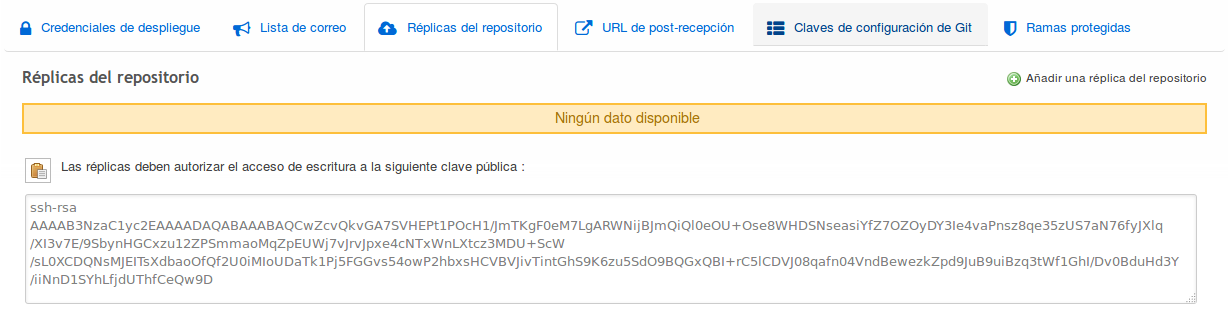 Credenciales de despliegue Lista de correo Réplicas del repositorio URL de post-recepción Claves de configuración de Git Ramas protegidas
Réplicas del repositorio Añadir una réplica del repositorio
Ningún dato disponible
Las réplicas deben autorizar el acceso de escritura a la siguiente clave pública :
ssh-rsa
AAAAB3NzaC1yc2EAAAADAQABAAABAQCwZcvQkvGA7SVHEPt1POcH1/JmTKgF0eM7LgARWNijBJmQiQl0eOU+Ose8WHDSNseasiYfZ7OZOyDY3Ie4vaPnsz8qe35zUS7aN76fyJXlq
/XI3v7E/9SbynHGCxzu12ZPSmmaoMqZpEUWj7vJrvJpxe4cNTxWnLXtcz3MDU+ScW
/sL0XCDQNsMJEITsXdbaoOfQf2U0iMIoUDaTk1Pj5FGGvs54owP2hbxsHCVBVJivTintGhS9K6zu5SdO9BQGxQBI+rC5lCDVJ08qafn04VndBewezkZpd9JuB9uiBzq3tWf1GhI/Dv0BduHd3Y
/iiNnD1SYhLfjdUThfCeQw9D